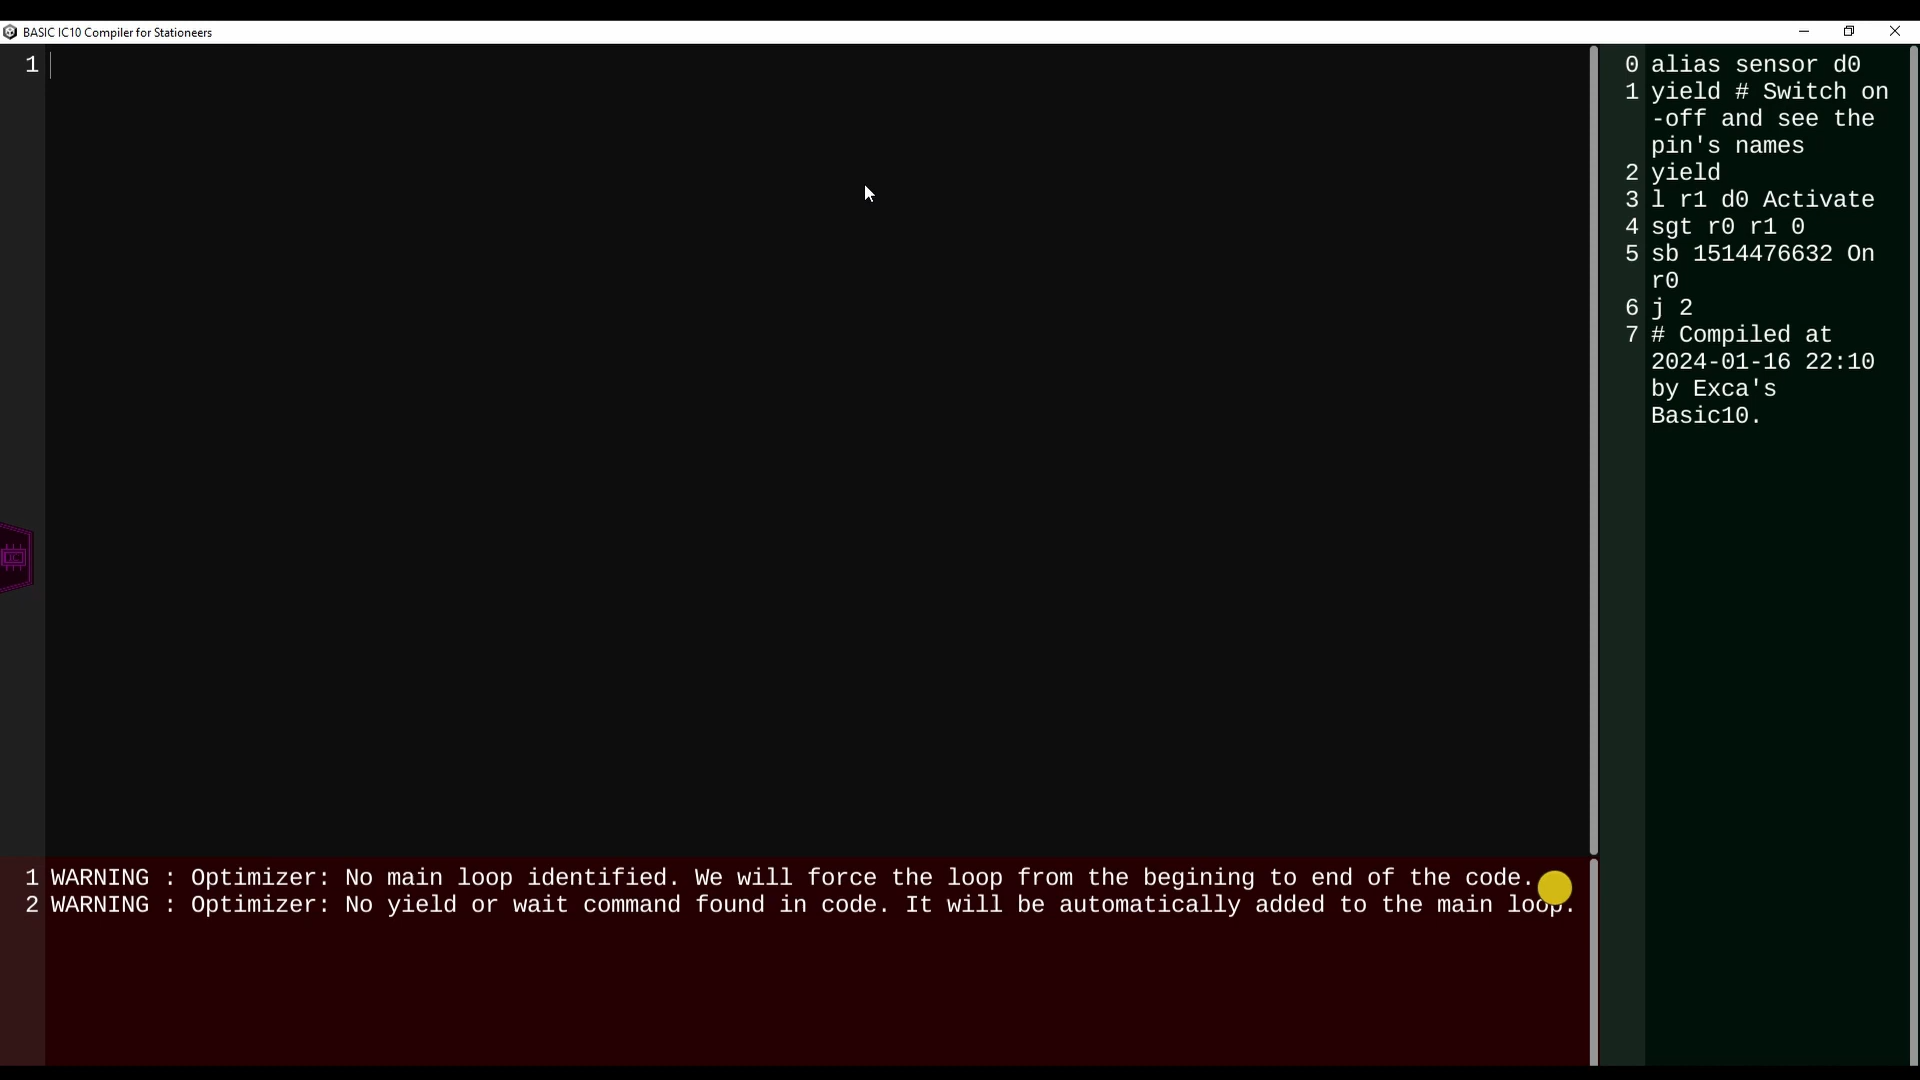 BASIC IC10 Compiler for Stationeers
1
0 alias sensor d0
1 yield # Switch on
-off and see the
pin's names
2 yield
3 l r1 d0 Activate
4 sgt r0 r1 0
5 sb 1514476632 On
r0
6 j 2
7 # Compiled at
2024-01-16 22:10
by Exca's
Basic10.
1 WARNING : Optimizer: No main loop identified. We will force the loop from the begining to end of the code.
2 WARNING : Optimizer: No yield or wait command found in code. It will be automatically added to the main loop.